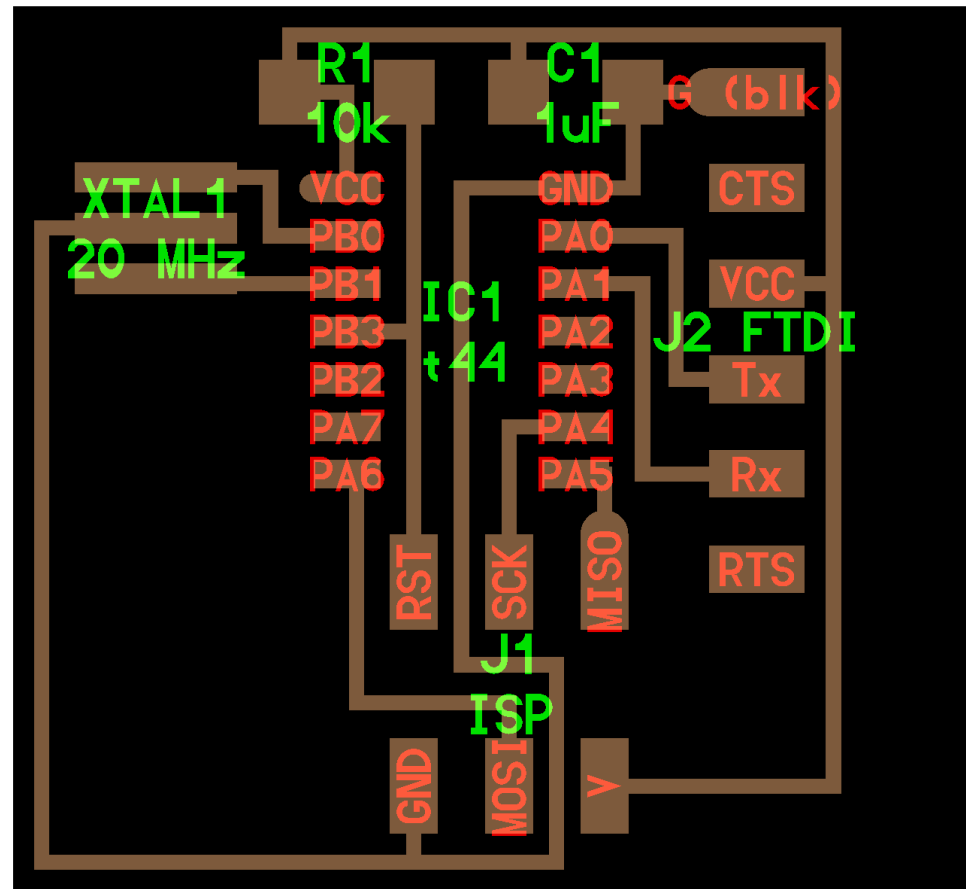 R1
10k
C1
1uF
G (blk)
VCC
GND
CTS
XTAL1
20 MHz
PB0
PA0
PB1
PA1
VCC
IC1
t44
PB3
PA2
J2 FTDI
PB2
PA3
Tx
PA7
PA4
PA6
PA5
Rx
RST
SCK
MISO
RTS
J1
ISP
GND
MOSI
V